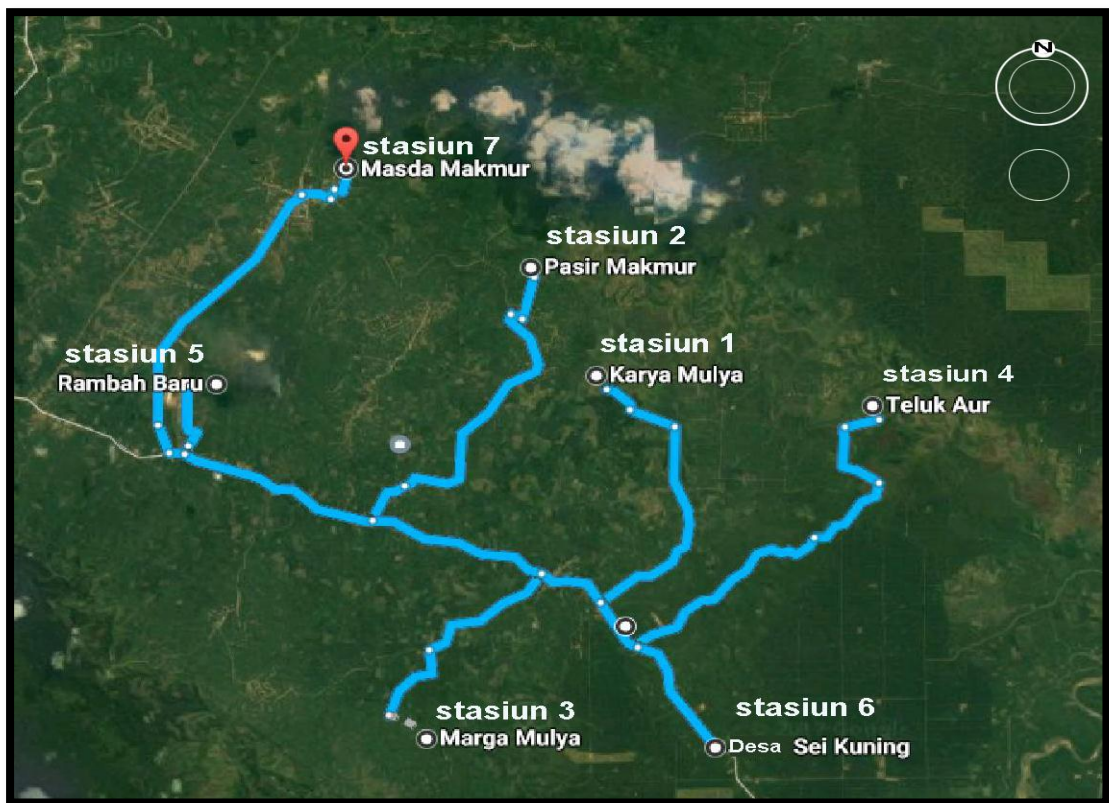 N
stasiun 7
Masda Makmur
stasiun 2
Pasir Makmur
stasiun 5
Rambah Baru
stasiun 1
Karya Mulya
stasiun 4
Teluk Aur
stasiun 3
Marga Mulya
stasiun 6
Desa Sei Kuning